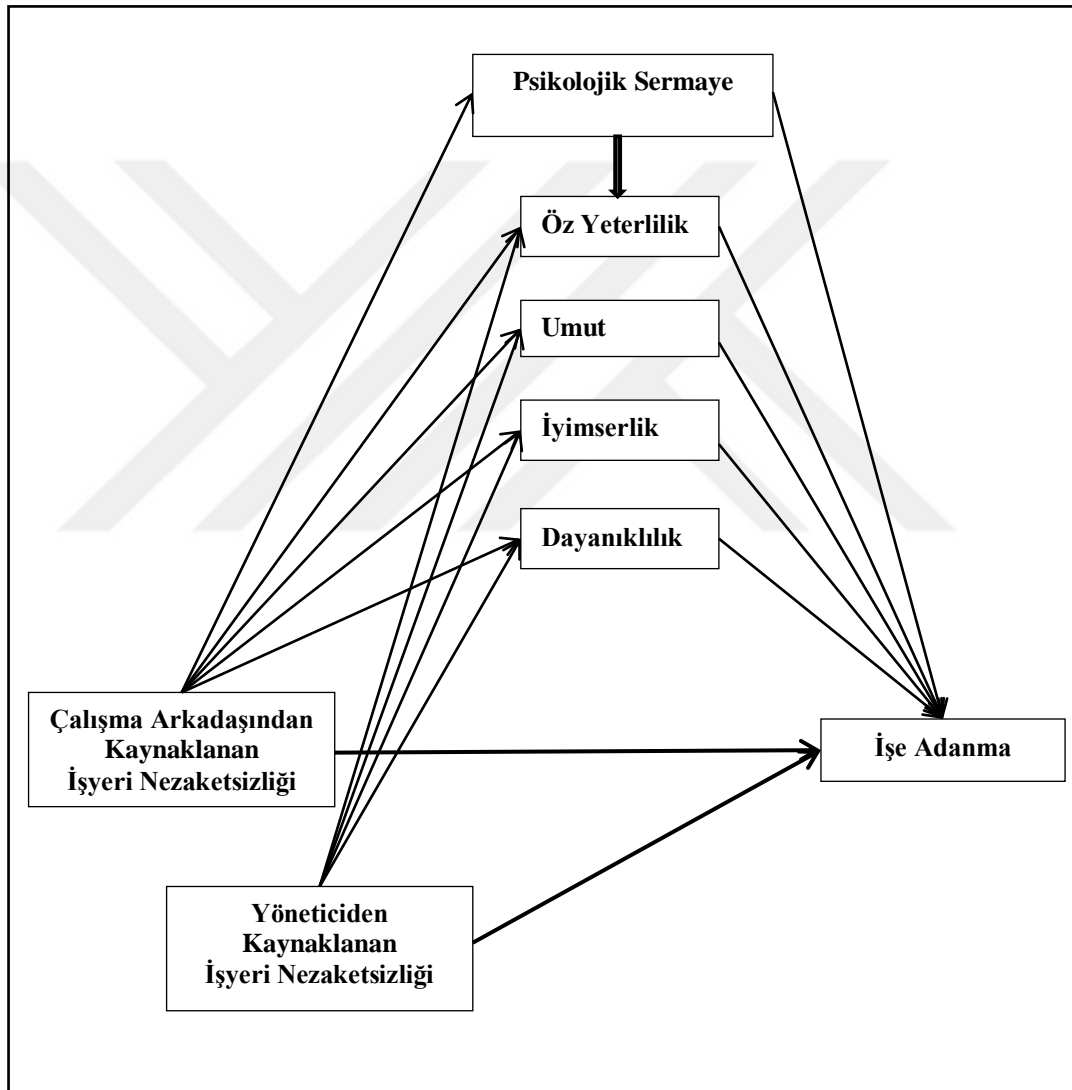 Psikolojik Sermaye
Öz Yeterlilik
Umut
İyimserlik
Dayanıklılık
Çalışma Arkadaşından
Kaynaklanan
İşyeri Nezaketsizliği
İşe Adanma
Yöneticiden
Kaynaklanan
İşyeri Nezaketsizliği